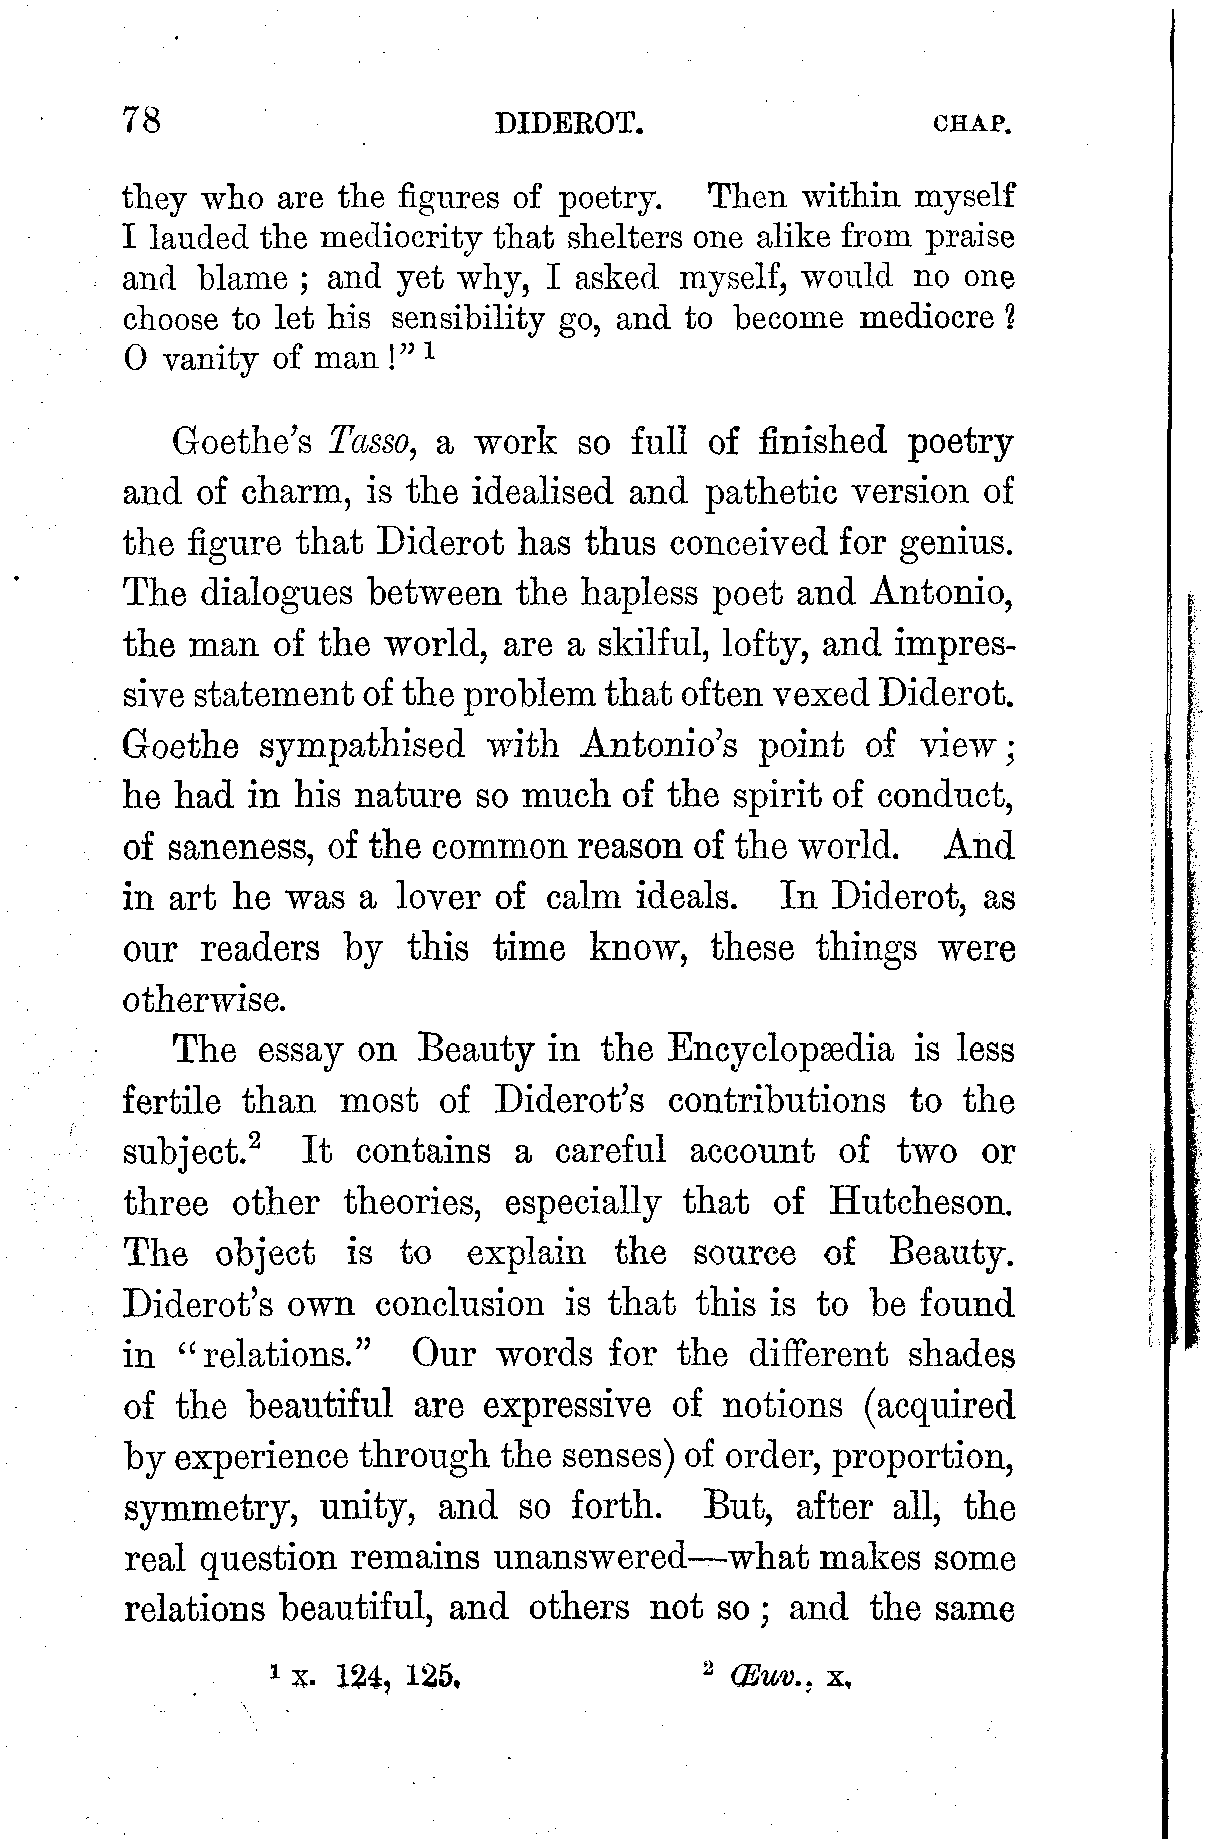 78 DIDEROT. CHAP.
they who are the figures of poetry. Then within myself
I lauded the mediocrity that shelters one alike from praise
and blame ; and yet why, I asked myself, would no one
choose to let his sensibility go, and to become mediocre ?
O vanity of man !” 1
Goethe’s Tasso, a work so full of finished poetry
and of charm, is the idealised and pathetic version of
the figure that Diderot has thus conceived for genius.
The dialogues between the hapless poet and Antonio,
the man of the world, are a skilful, lofty, and impres-
sive statement of the problem that often vexed Diderot.
Goethe sympathised with Antonio’s point of view ;
he had in his nature so much of the spirit of conduct,
of saneness, of the common reason of the world. And
in art he was a lover of calm ideals. In Diderot, as
our readers by this time know, these things were
otherwise.
The essay on Beauty in the Encyclopædia is less
fertile than most of Diderot’s contributions to the
subject.² It contains a careful account of two or
three other theories, especially that of Hutcheson.
The object is to explain the source of Beauty.
Diderot’s own conclusion is that this is to be found
in “relations.” Our words for the different shades
of the beautiful are expressive of notions (acquired
by experience through the senses) of order, proportion,
symmetry, unity, and so forth. But, after all, the
real question remains unanswered—what makes some
relations beautiful, and others not so ; and the same
1 x. 124, 125. ² Œuv., x.